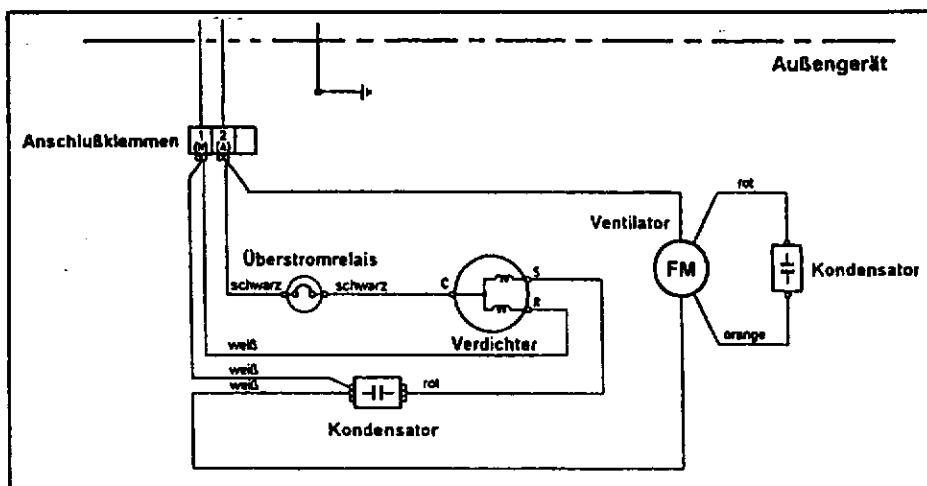 Außengerät
Anschlußklemmen
1 2
(N) (A)
rot
Ventilator
FM
Kondensator
Überstromrelais
schwarz schwarz
C
S
R
Verdichter
orange
weiß
weiß
weiß
rot
Kondensator